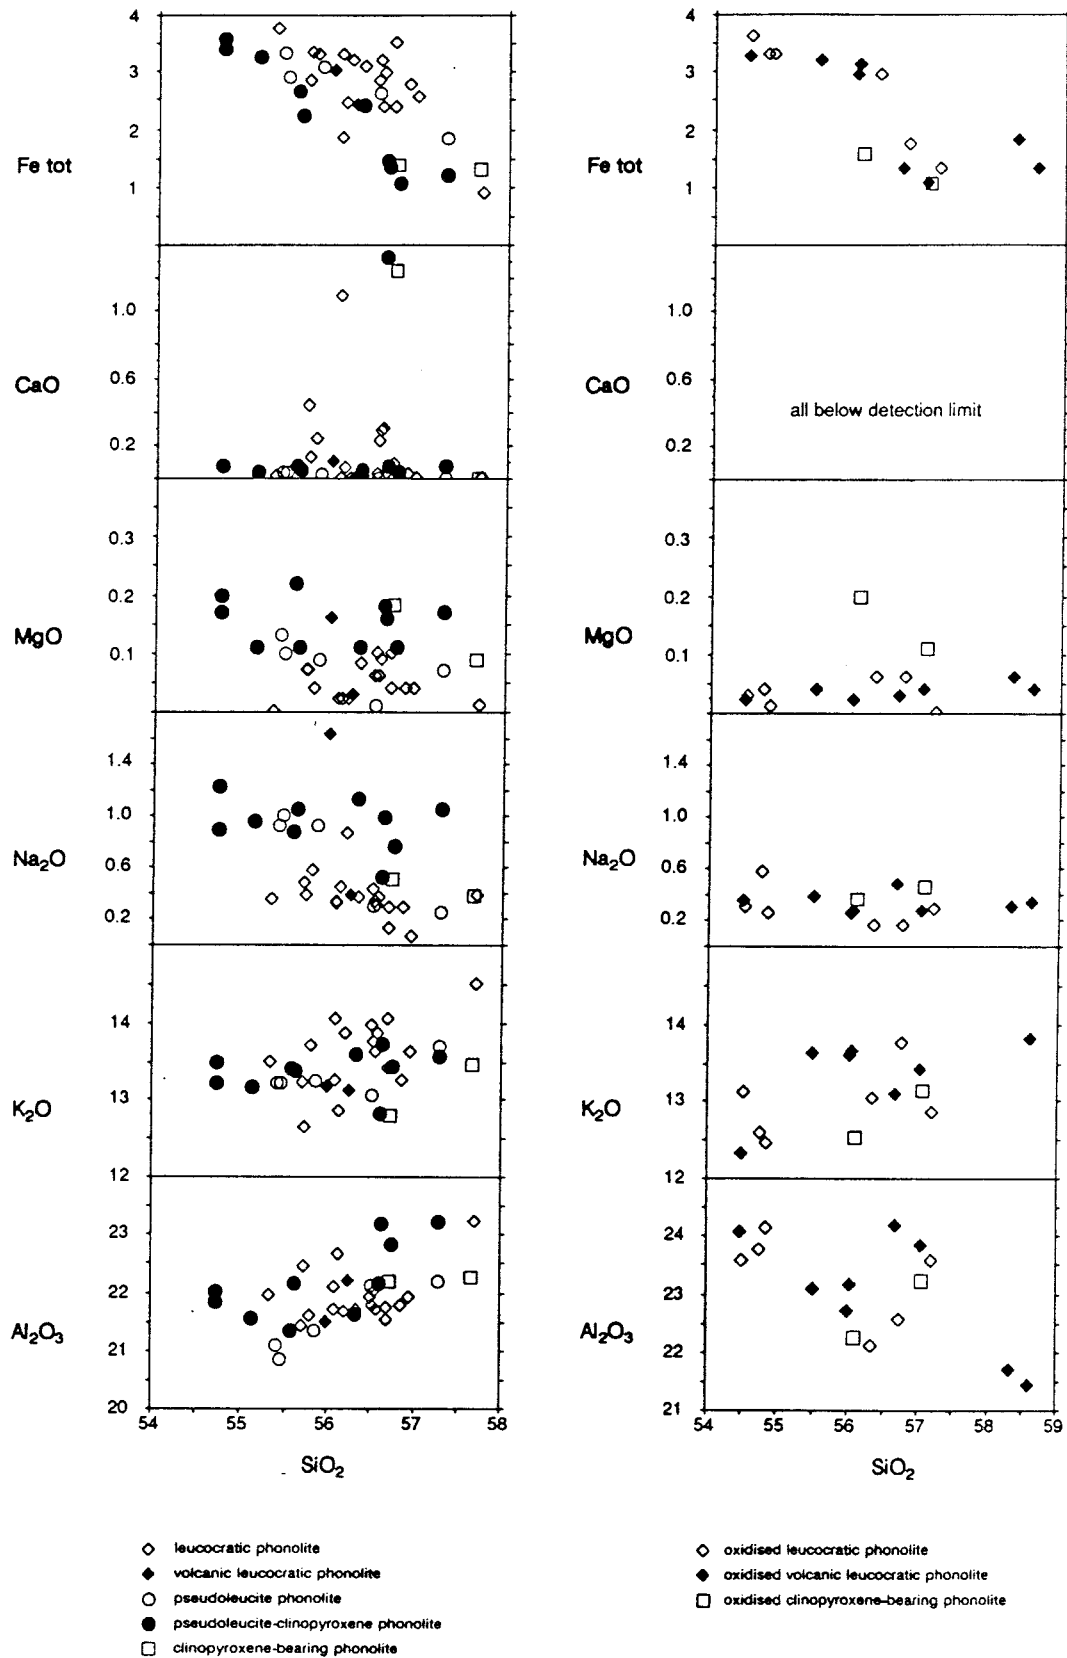 4
3
Fe tot
2
1
1.0
CaO
0.6
0.2
0.3
0.2
MgO
0.1
1.4
1.0
Na₂O
0.6
0.2
14
K₂O
13
12
23
22
Al₂O₃
21
20
54 55 56 57 58
SiO₂
4
3
Fe tot
2
1
1.0
CaO
0.6
all below detection limit
0.2
0.3
0.2
MgO
0.1
1.4
1.0
Na₂O
0.6
0.2
14
K₂O
13
12
24
23
Al₂O₃
22
21
54 55 56 57 58 59
SiO₂
leucocratic phonolite
volcanic leucocratic phonolite
pseudoleucite phonolite
pseudoleucite-clinopyroxene phonolite
clinopyroxene-bearing phonolite
oxidised leucocratic phonolite
oxidised volcanic leucocratic phonolite
oxidised clinopyroxene-bearing phonolite